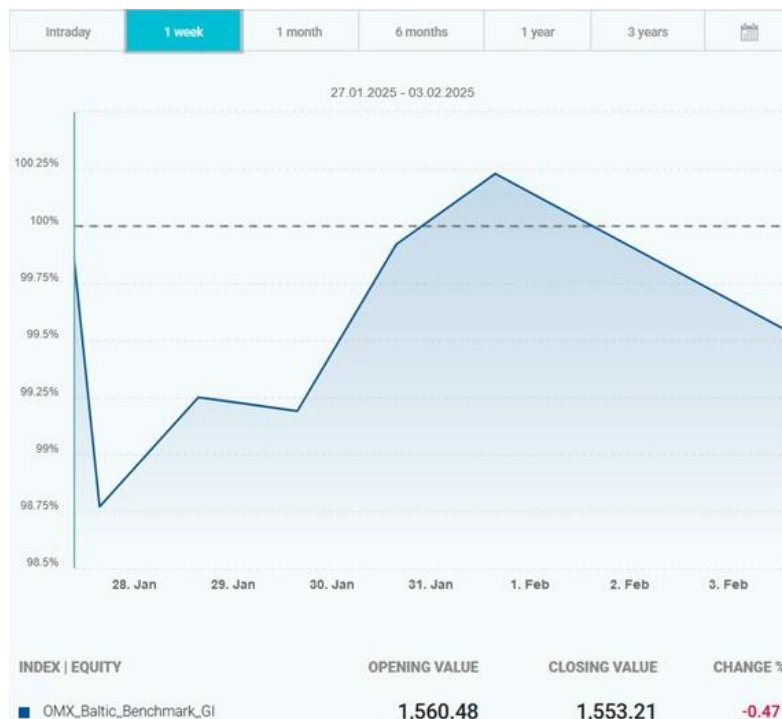 Intraday 1 week 1 month 6 months 1 year 3 years
27.01.2025 - 03.02.2025
100.25%
100%
99.75%
99.5%
99.25%
99%
98.75%
98.5%
28. Jan 29. Jan 30. Jan 31. Jan 1. Feb 2. Feb 3. Feb
INDEX | EQUITY OPENING VALUE CLOSING VALUE CHANGE %
OMX_Baltic_Benchmark_GI 1,560.48 1,553.21 -0.47